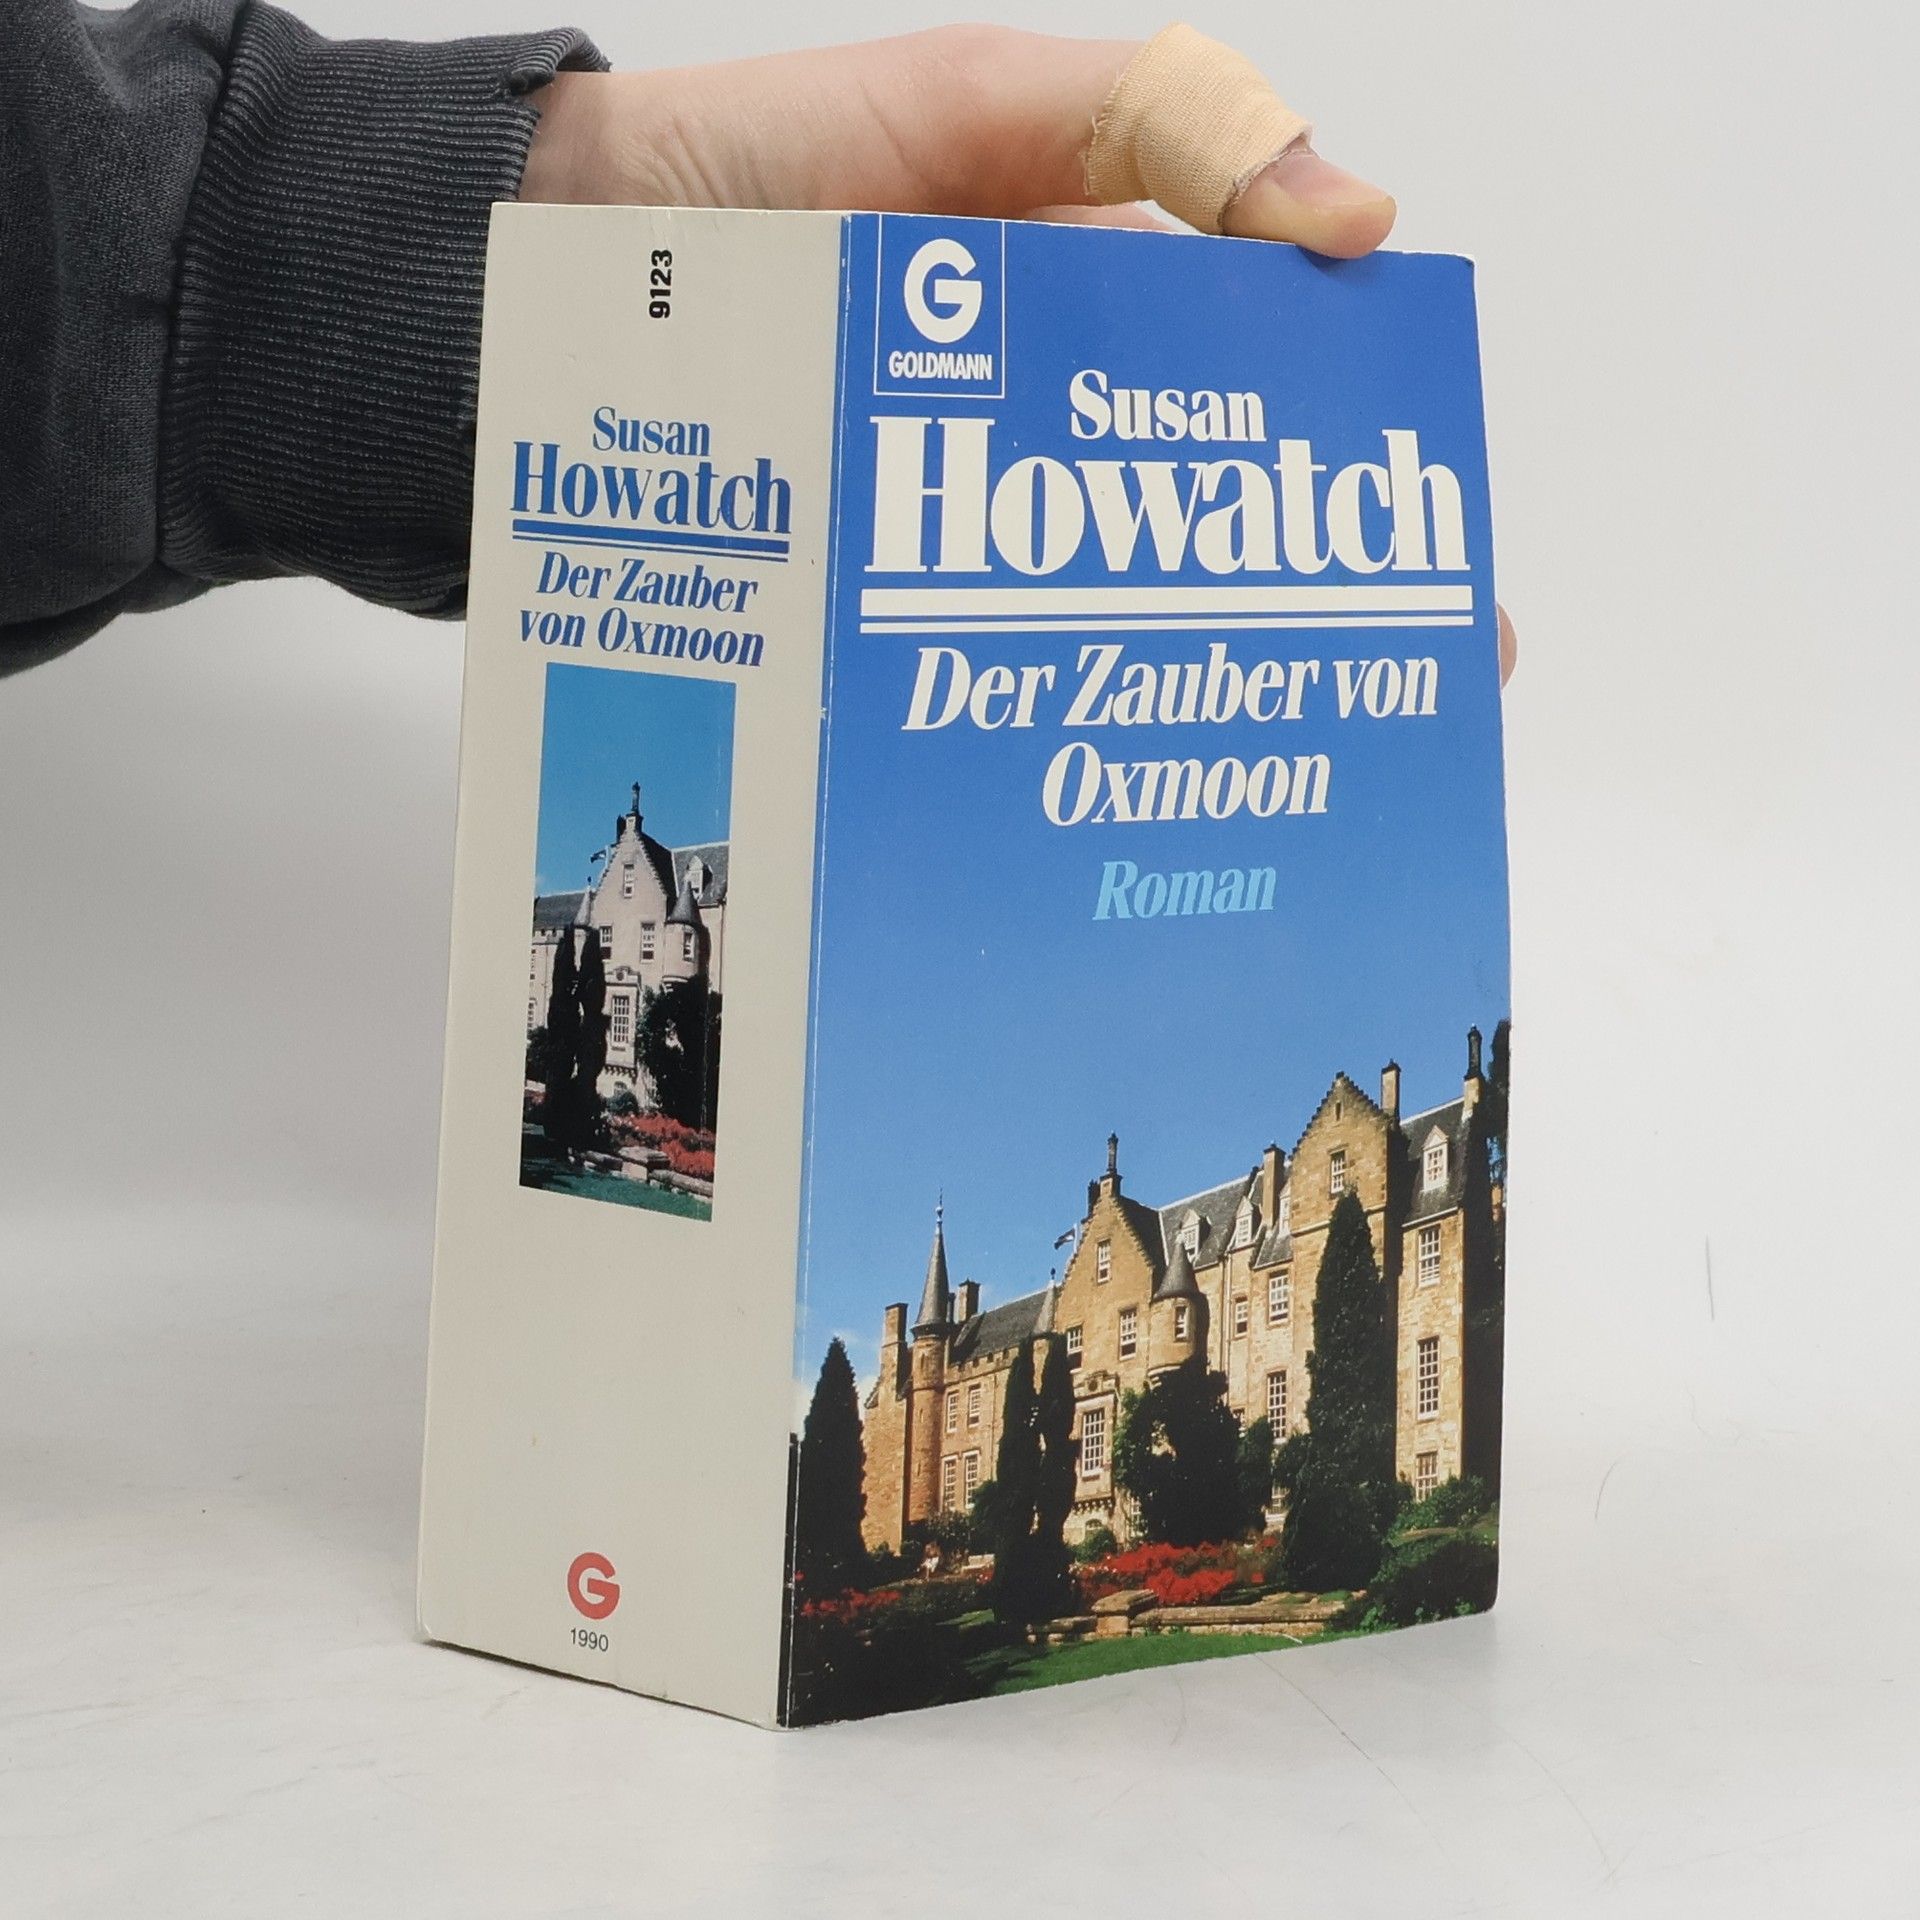 9123
Susan
Howatch
Der Zauber
von Oxmoon
G
1990
G
GOLDMANN
Susan
Howatch
Der Zauber von
Oxmoon
Roman